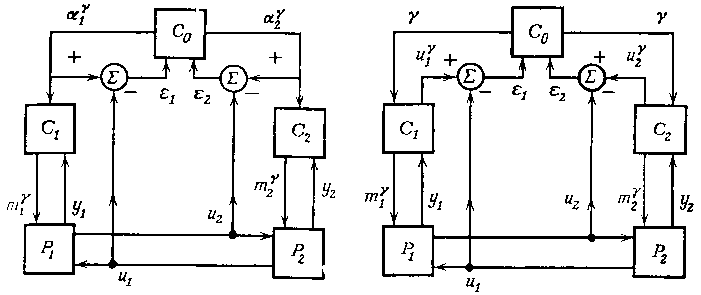 α₁^γ C₀ α₂^γ γ C₀ γ
+ Σ − Σ + − u₁^γ + Σ − + Σ − u₂^γ
ε₁ ε₂ ε₁ ε₂
C₁ C₂ C₁ C₂
m₁^γ y₁ u₂ m₂^γ y₂ m₁^γ y₁ u₂ m₂^γ y₂
P₁ P₂ P₁ P₂
u₁ u₁